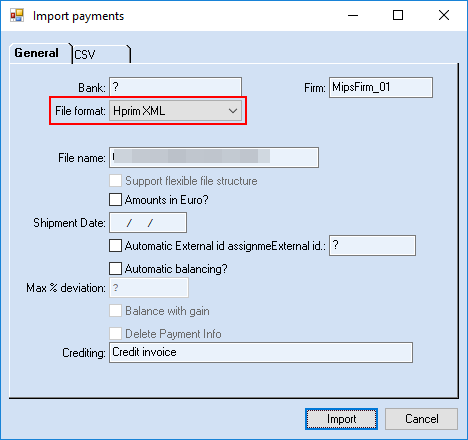 Import payments
General CSV
Bank: ? Firm: MipsFirm_01
File format: Hprim XML
File name:
Support flexible file structure
Amounts in Euro?
Shipment Date: / /
Automatic External id assignmeExternal id.: ?
Automatic balancing?
Max % deviation: ?
Balance with gain
Delete Payment Info
Crediting: Credit invoice
Import Cancel